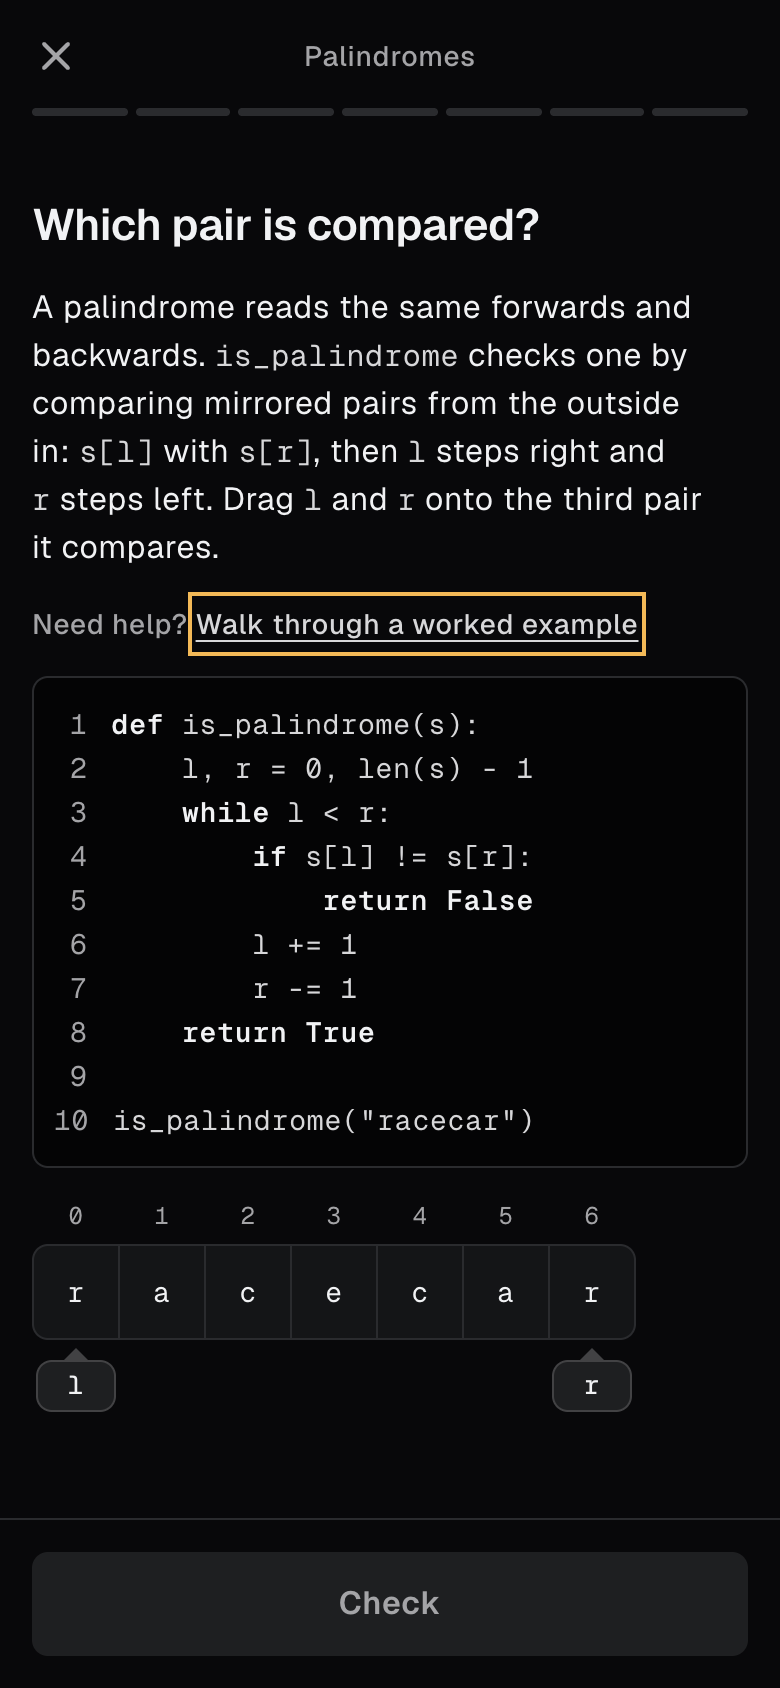 Palindromes
Which pair is compared?
A palindrome reads the same forwards and
backwards. is_palindrome checks one by
comparing mirrored pairs from the outside
in: s[l] with s[r], then l steps right and
r steps left. Drag l and r onto the third pair
it compares.
Need help? Walk through a worked example
1 def is_palindrome(s):
2     l, r = 0, len(s) - 1
3     while l < r:
4         if s[l] != s[r]:
5             return False
6         l += 1
7         r -= 1
8     return True
9
10 is_palindrome("racecar")
0 1 2 3 4 5 6
r a c e c a r
l r
Check